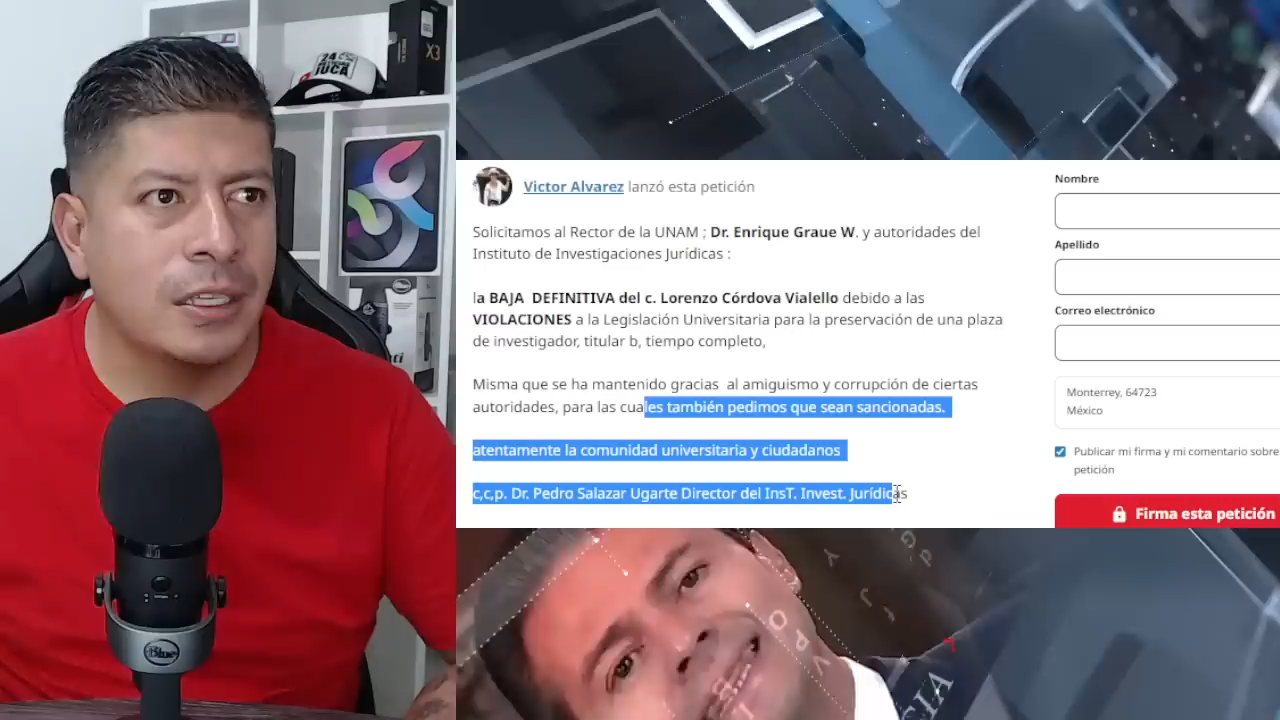 X3
24
TUCA
Blue
Victor Alvarez lanzó esta petición
Solicitamos al Rector de la UNAM ; Dr. Enrique Graue W. y autoridades del
Instituto de Investigaciones Jurídicas :
la BAJA  DEFINITIVA del c. Lorenzo Córdova Vialello debido a las
VIOLACIONES a la Legislación Universitaria para la preservación de una plaza
de investigador, titular b, tiempo completo,
Misma que se ha mantenido gracias  al amiguismo y corrupción de ciertas
autoridades, para las cuales también pedimos que sean sancionadas.
atentamente la comunidad universitaria y ciudadanos
c,c,p. Dr. Pedro Salazar Ugarte Director del InsT. Invest. Jurídicas
Nombre
Apellido
Correo electrónico
Monterrey, 64723
México
Publicar mi firma y mi comentario sobre
petición
Firma esta petición